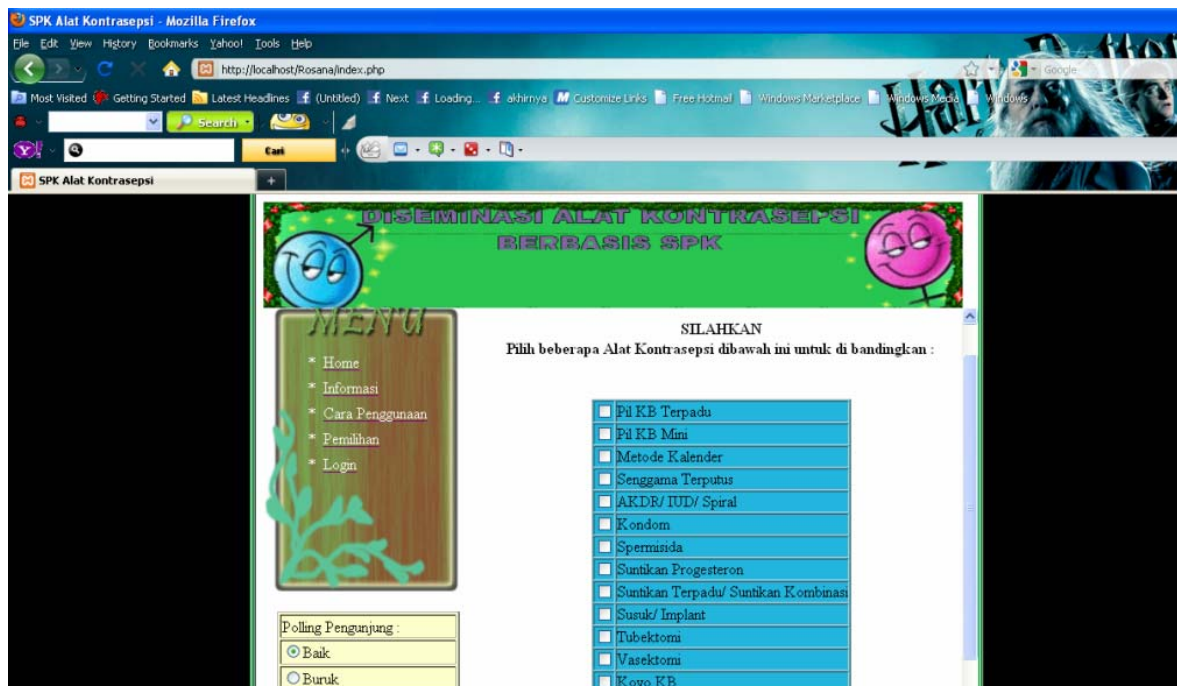 SPK Alat Kontrasepsi - Mozilla Firefox
File Edit View History Bookmarks Yahoo! Tools Help
http://localhost/Rosana/index.php
Google
Most Visited Getting Started Latest Headlines (Untitled) Next Loading... akhirnya Customize Links Free Hotmail Windows Marketplace Windows Media Windows
Search
Cari
SPK Alat Kontrasepsi
DISEMINASI ALAT KONTRASEPSI
BERBASIS SPK
MENU
* Home
* Informasi
* Cara Penggunaan
* Pemilihan
* Login
Polling Pengunjung :
Baik
Buruk
SILAHKAN
Pilih beberapa Alat Kontrasepsi dibawah ini untuk di bandingkan :
Pil KB Terpadu
Pil KB Mini
Metode Kalender
Senggama Terputus
AKDR/ IUD/ Spiral
Kondom
Spermisida
Suntikan Progesteron
Suntikan Terpadu/ Suntikan Kombinasi
Susuk/ Implant
Tubektomi
Vasektomi
Koyo KB